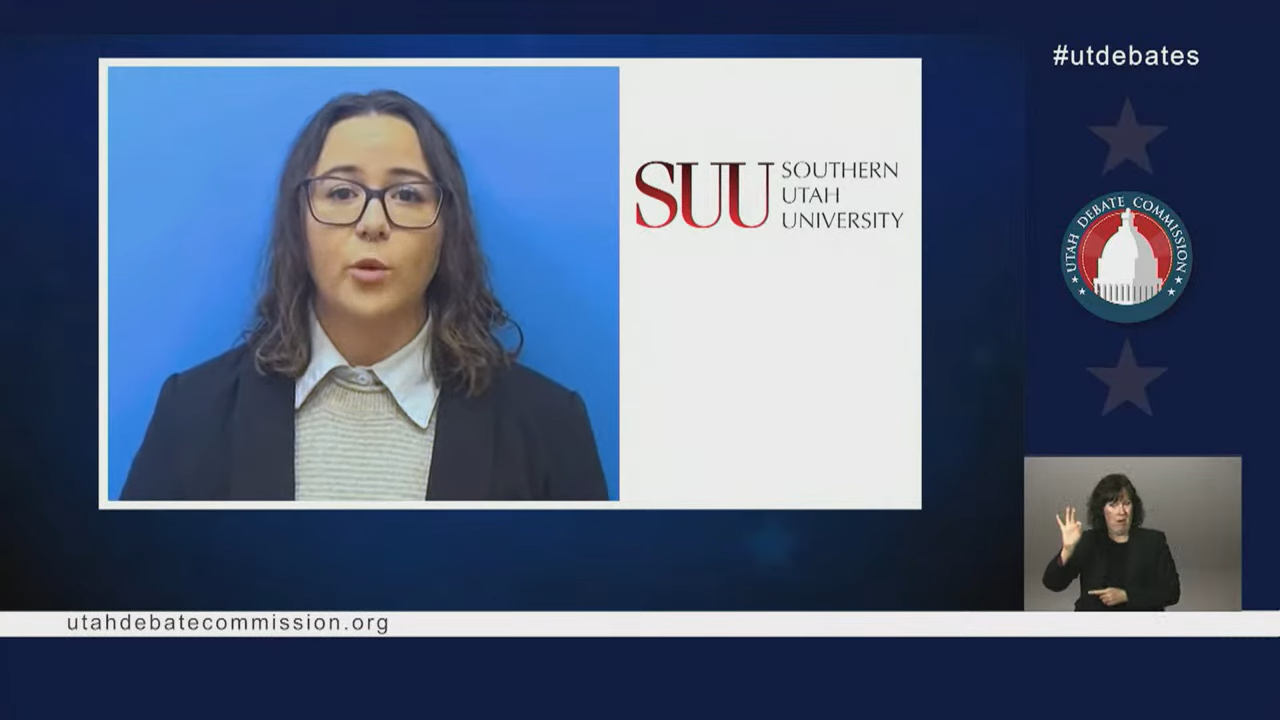 #utdebates
SUU
SOUTHERN
UTAH
UNIVERSITY
UTAH DEBATE COMMISSION
utahdebatecommission.org